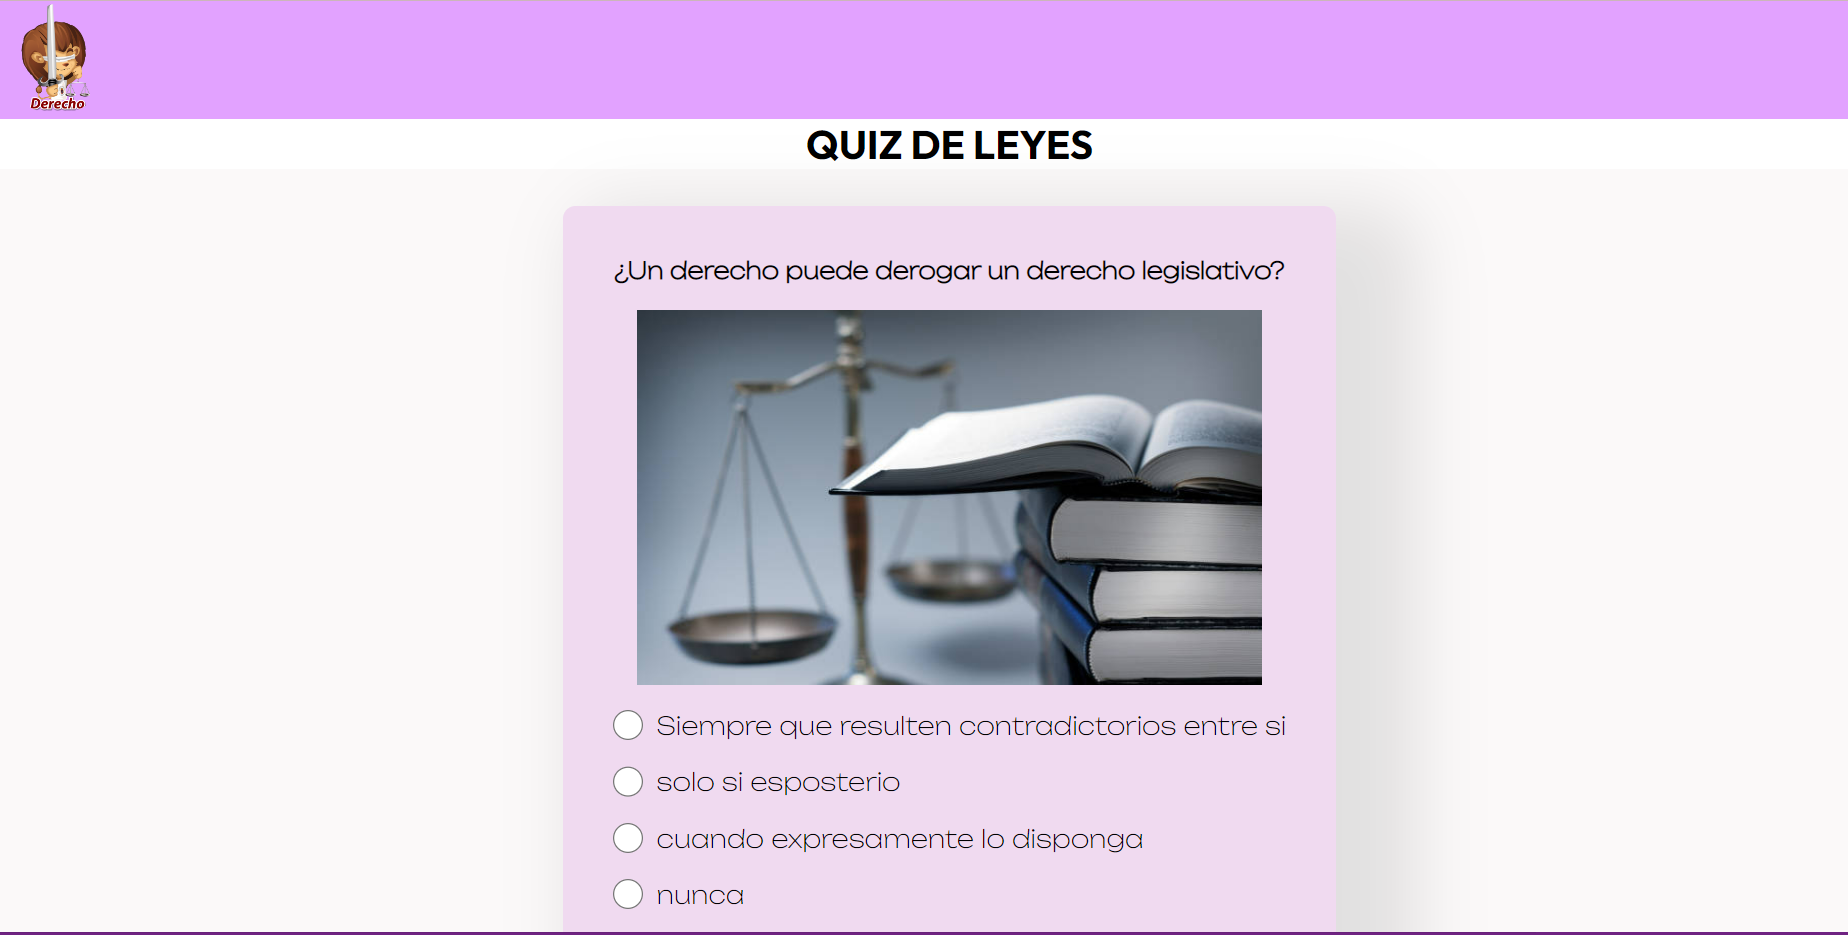 Derecho
QUIZ DE LEYES
¿Un derecho puede derogar un derecho legislativo?
Siempre que resulten contradictorios entre si
solo si esposterio
cuando expresamente lo disponga
nunca